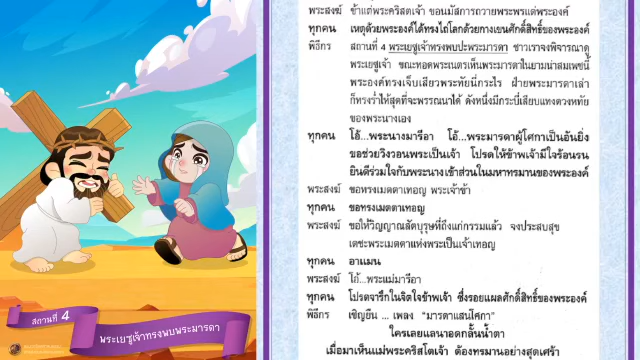 สถานที่ 4
พระเยซูเจ้าทรงพบพระมารดา
พระสงฆ์ ข้าแต่พระคริสตเจ้า ขอนมัสการถวายพระพรแต่พระองค์
ทุกคน เหตุด้วยพระองค์ได้ทรงไถ่โลกด้วยกางเขนศักดิ์สิทธิ์ของพระองค์
พิธีกร สถานที่ 4 พระเยซูเจ้าทรงพบปะพระมารดา ชาวเราจงพิจารณาดู
พระเยซูเจ้า ขณะทอดพระเนตรเห็นพระมารดาในยามน่าสมเพชนี้
พระองค์ทรงเจ็บเสียวพระทัยนี่กระไร ฝ่ายพระมารดาเล่า
ก็ทรงร่ำไห้สุดที่จะพรรณนาได้ ดังหนึ่งมีกระบี่เสียบแทงดวงหทัย
ของพระนางเอง
ทุกคน โอ้...พระนางมารีอา โอ้...พระมารดาผู้โศกาเป็นอันยิ่ง
ขอช่วยวิงวอนพระเป็นเจ้า โปรดให้ข้าพเจ้ามีใจร้อนรน
ยินดีร่วมใจกับพระนางเข้าส่วนในมหาทรมานของพระองค์
พระสงฆ์ ขอทรงเมตตาเทอญ พระเจ้าข้า
ทุกคน ขอทรงเมตตาเทอญ
พระสงฆ์ ขอให้วิญญาณสัตบุรุษที่ถึงแก่กรรมแล้ว จงประสบสุข
เดชะพระเมตตาแห่งพระเป็นเจ้าเทอญ
ทุกคน อาแมน
พระสงฆ์ โอ้...พระแม่มารีอา
ทุกคน โปรดจารึกในจิตใจข้าพเจ้า ซึ่งรอยแผลศักดิ์สิทธิ์ของพระองค์
พิธีกร เชิญยืน ... เพลง “มารดาแสนโศกา”
ใครเลยแลนาอดกลั้นน้ำตา
เมื่อมาเห็นแม่พระคริสโตเจ้า ต้องทรมานอย่างสุดเศร้า